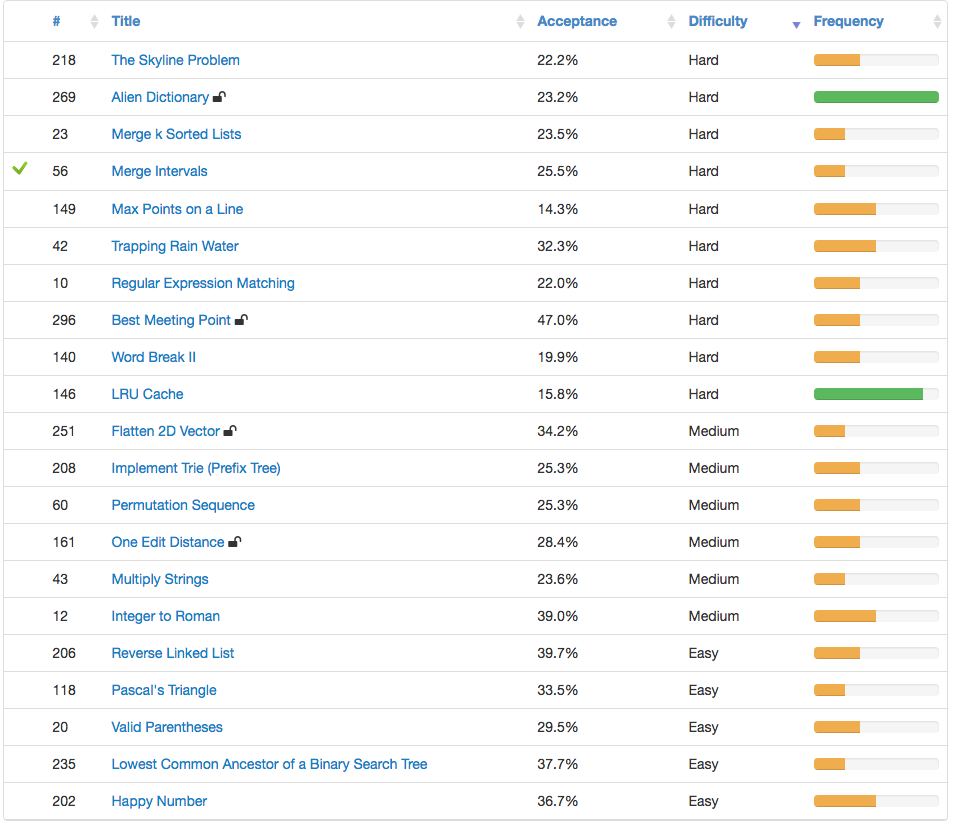 # Title Acceptance Difficulty Frequency
218 The Skyline Problem 22.2% Hard
269 Alien Dictionary 23.2% Hard
23 Merge k Sorted Lists 23.5% Hard
56 Merge Intervals 25.5% Hard
149 Max Points on a Line 14.3% Hard
42 Trapping Rain Water 32.3% Hard
10 Regular Expression Matching 22.0% Hard
296 Best Meeting Point 47.0% Hard
140 Word Break II 19.9% Hard
146 LRU Cache 15.8% Hard
251 Flatten 2D Vector 34.2% Medium
208 Implement Trie (Prefix Tree) 25.3% Medium
60 Permutation Sequence 25.3% Medium
161 One Edit Distance 28.4% Medium
43 Multiply Strings 23.6% Medium
12 Integer to Roman 39.0% Medium
206 Reverse Linked List 39.7% Easy
118 Pascal's Triangle 33.5% Easy
20 Valid Parentheses 29.5% Easy
235 Lowest Common Ancestor of a Binary Search Tree 37.7% Easy
202 Happy Number 36.7% Easy